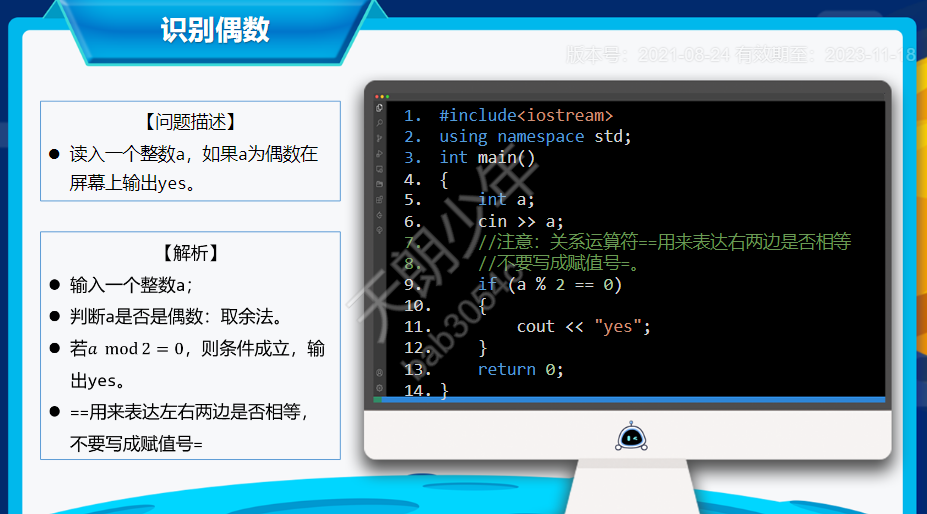 识别偶数
版本号：2021-08-24 有效期至：2023-11-18
【问题描述】
● 读入一个整数a，如果a为偶数在
屏幕上输出yes。
【解析】
● 输入一个整数a；
● 判断a是否是偶数：取余法。
● 若a mod 2 = 0，则条件成立，输
出yes。
● ==用来表达左右两边是否相等，
不要写成赋值号=
1. #include<iostream>
2. using namespace std;
3. int main()
4. {
5. int a;
6. cin >> a;
7. //注意：关系运算符==用来表达右两边是否相等
8. //不要写成赋值号=。
9. if (a % 2 == 0)
10. {
11. cout << "yes";
12. }
13. return 0;
14. }
天朗少年